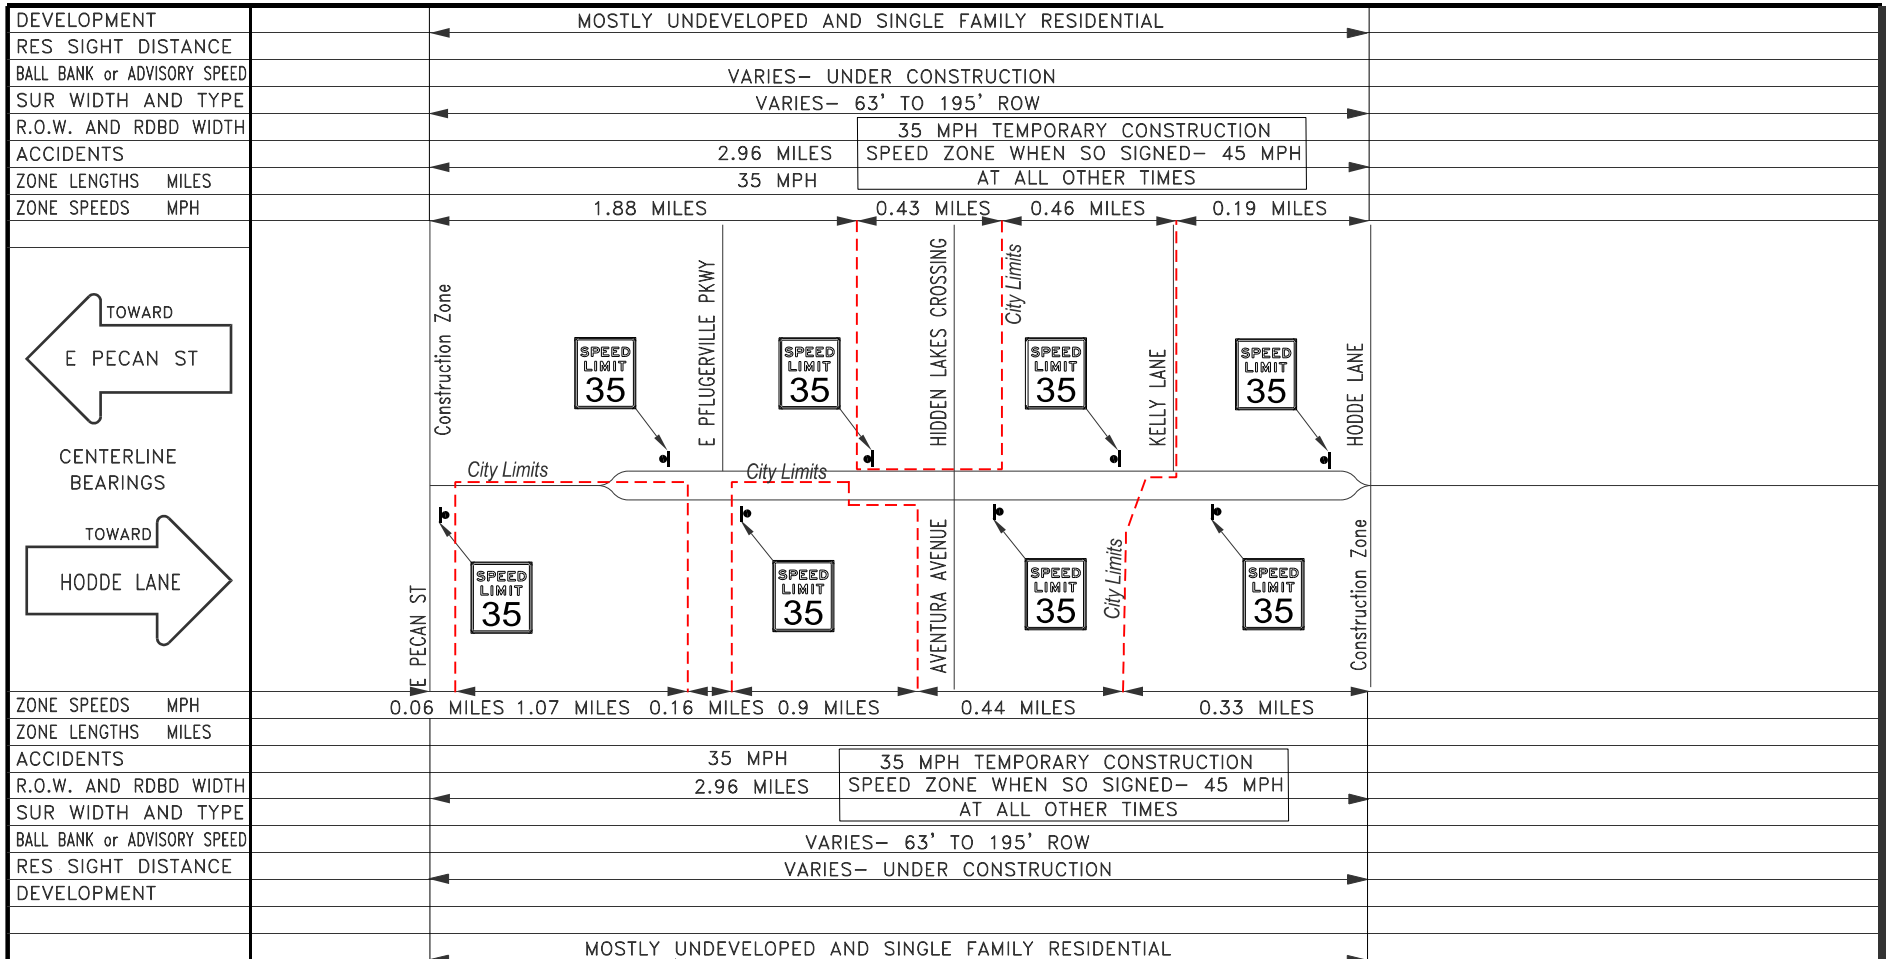 DEVELOPMENT
MOSTLY UNDEVELOPED AND SINGLE FAMILY RESIDENTIAL
RES SIGHT DISTANCE
BALL BANK or ADVISORY SPEED
VARIES- UNDER CONSTRUCTION
SUR WIDTH AND TYPE
VARIES- 63' TO 195' ROW
R.O.W. AND RDBD WIDTH
35 MPH TEMPORARY CONSTRUCTION
ACCIDENTS
2.96 MILES
SPEED ZONE WHEN SO SIGNED- 45 MPH
ZONE LENGTHS MILES
35 MPH
AT ALL OTHER TIMES
ZONE SPEEDS MPH
1.88 MILES
0.43 MILES
0.46 MILES
0.19 MILES
TOWARD
E PECAN ST
CENTERLINE
BEARINGS
TOWARD
HODDE LANE
Construction Zone
E PFLUGERVILLE PKWY
HIDDEN LAKES CROSSING
City Limits
KELLY LANE
HODDE LANE
SPEED
LIMIT
35
SPEED
LIMIT
35
SPEED
LIMIT
35
SPEED
LIMIT
35
City Limits
City Limits
E PECAN ST
AVENTURA AVENUE
City Limits
Construction Zone
SPEED
LIMIT
35
SPEED
LIMIT
35
SPEED
LIMIT
35
SPEED
LIMIT
35
ZONE SPEEDS MPH
0.06 MILES
1.07 MILES
0.16 MILES
0.9 MILES
0.44 MILES
0.33 MILES
ZONE LENGTHS MILES
ACCIDENTS
35 MPH
35 MPH TEMPORARY CONSTRUCTION
R.O.W. AND RDBD WIDTH
2.96 MILES
SPEED ZONE WHEN SO SIGNED- 45 MPH
SUR WIDTH AND TYPE
AT ALL OTHER TIMES
BALL BANK or ADVISORY SPEED
VARIES- 63' TO 195' ROW
RES SIGHT DISTANCE
VARIES- UNDER CONSTRUCTION
DEVELOPMENT
MOSTLY UNDEVELOPED AND SINGLE FAMILY RESIDENTIAL